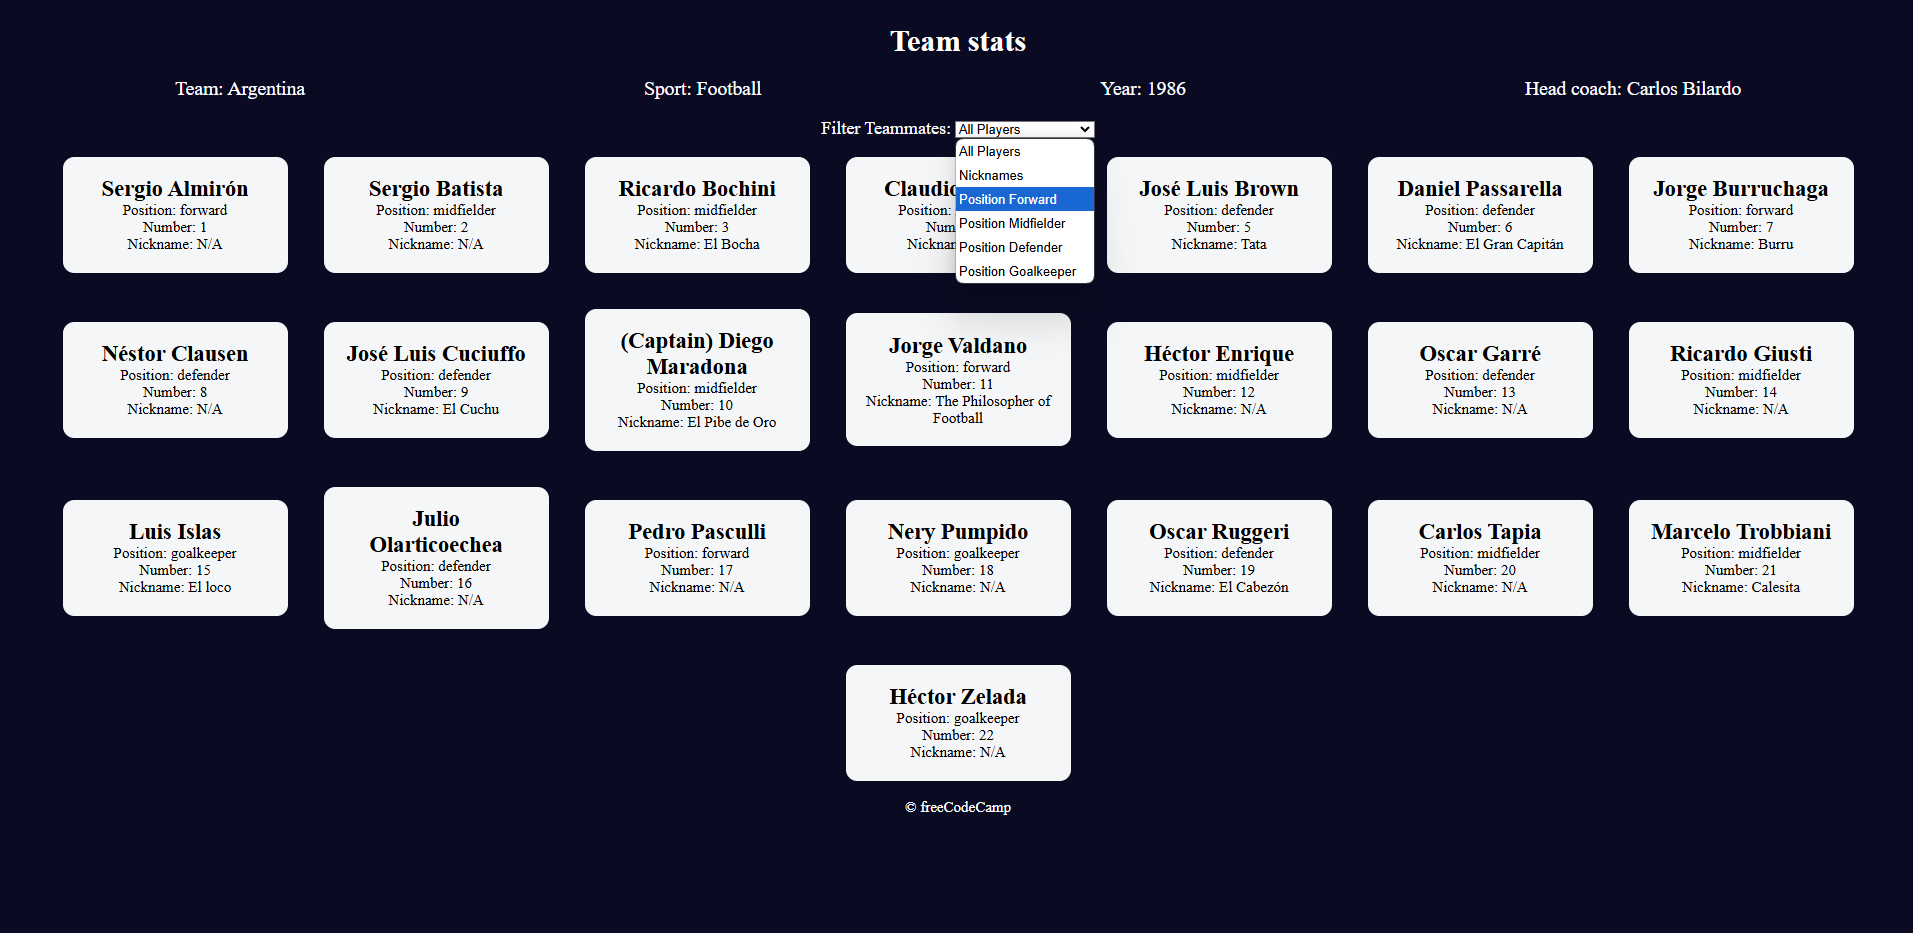 Team stats
Team: Argentina
Sport: Football
Year: 1986
Head coach: Carlos Bilardo
Filter Teammates: All Players
All Players
Nicknames
Position Forward
Position Midfielder
Position Defender
Position Goalkeeper
Sergio Almirón
Position: forward
Number: 1
Nickname: N/A
Sergio Batista
Position: midfielder
Number: 2
Nickname: N/A
Ricardo Bochini
Position: midfielder
Number: 3
Nickname: El Bocha
Claudio
Position:
José Luis Brown
Position: defender
Number: 5
Nickname: Tata
Daniel Passarella
Position: defender
Number: 6
Nickname: El Gran Capitán
Jorge Burruchaga
Position: forward
Number: 7
Nickname: Burru
Néstor Clausen
Position: defender
Number: 8
Nickname: N/A
José Luis Cuciuffo
Position: defender
Number: 9
Nickname: El Cuchu
(Captain) Diego
Maradona
Position: midfielder
Number: 10
Nickname: El Pibe de Oro
Jorge Valdano
Position: forward
Number: 11
Nickname: The Philosopher of
Football
Héctor Enrique
Position: midfielder
Number: 12
Nickname: N/A
Oscar Garré
Position: defender
Number: 13
Nickname: N/A
Ricardo Giusti
Position: midfielder
Number: 14
Nickname: N/A
Luis Islas
Position: goalkeeper
Number: 15
Nickname: El loco
Julio
Olarticoechea
Position: defender
Number: 16
Nickname: N/A
Pedro Pasculli
Position: forward
Number: 17
Nickname: N/A
Nery Pumpido
Position: goalkeeper
Number: 18
Nickname: N/A
Oscar Ruggeri
Position: defender
Number: 19
Nickname: El Cabezón
Carlos Tapia
Position: midfielder
Number: 20
Nickname: N/A
Marcelo Trobbiani
Position: midfielder
Number: 21
Nickname: Calesita
Héctor Zelada
Position: goalkeeper
Number: 22
Nickname: N/A
© freeCodeCamp